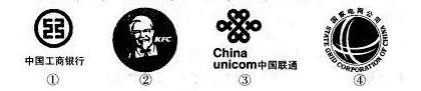 中国工商银行
①
KFC
②
China
unicom中国联通
③
国家电网公司
STATE GRID CORPORATION OF CHINA
④